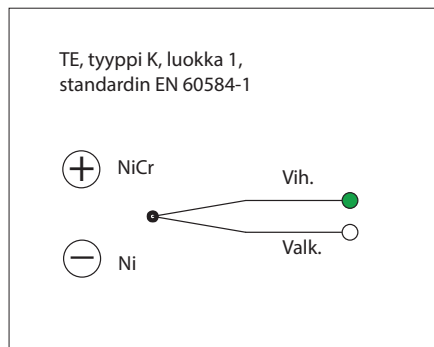 TE, tyyppi K, luokka 1,
standardin EN 60584-1
+ NiCr
Vih.
− Ni
Valk.